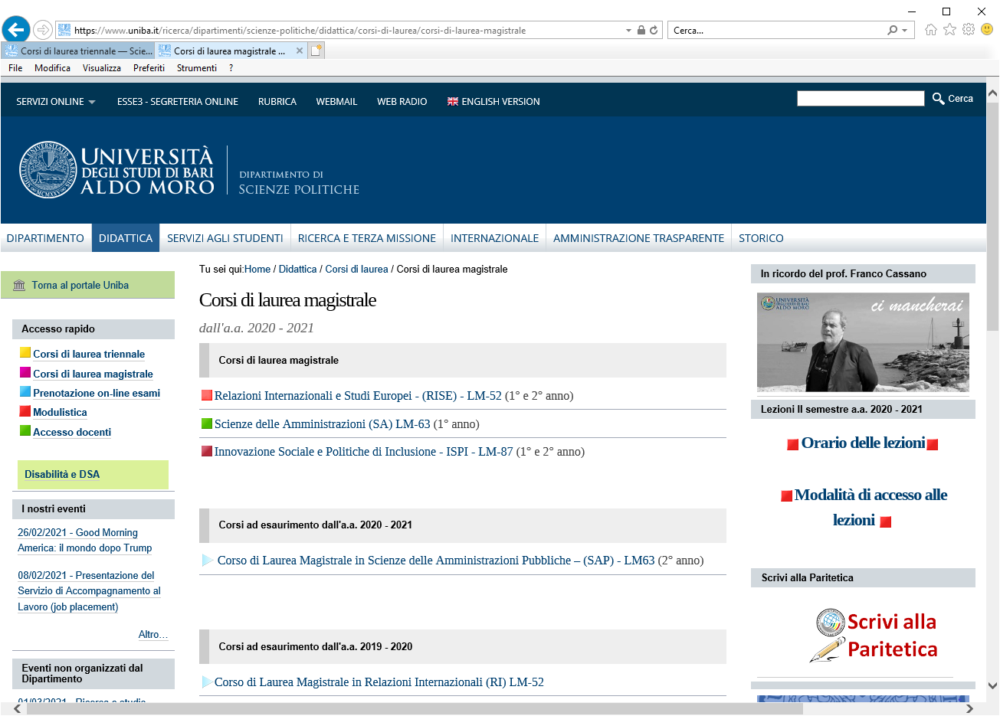 https://www.uniba.it/ricerca/dipartimenti/scienze-politiche/didattica/corsi-di-laurea/corsi-di-laurea-magistrale
Cerca...
Corsi di laurea triennale — Scie...
Corsi di laurea magistrale ...
File Modifica Visualizza Preferiti Strumenti ?
SERVIZI ONLINE ESSE3 - SEGRETERIA ONLINE RUBRICA WEBMAIL WEB RADIO ENGLISH VERSION
Cerca
UNIVERSITÀ
DEGLI STUDI DI BARI
ALDO MORO
DIPARTIMENTO DI
SCIENZE POLITICHE
DIPARTIMENTO DIDATTICA SERVIZI AGLI STUDENTI RICERCA E TERZA MISSIONE INTERNAZIONALE AMMINISTRAZIONE TRASPARENTE STORICO
Torna al portale Uniba
Accesso rapido
Corsi di laurea triennale
Corsi di laurea magistrale
Prenotazione on-line esami
Modulistica
Accesso docenti
Disabilità e DSA
I nostri eventi
26/02/2021 - Good Morning
America: il mondo dopo Trump
08/02/2021 - Presentazione del
Servizio di Accompagnamento al
Lavoro (job placement)
Altro…
Eventi non organizzati dal
Dipartimento
01/03/2021 - Ricerca e studio
Tu sei qui:Home / Didattica / Corsi di laurea / Corsi di laurea magistrale
Corsi di laurea magistrale
dall'a.a. 2020 - 2021
Corsi di laurea magistrale
Relazioni Internazionali e Studi Europei - (RISE) - LM-52 (1° e 2° anno)
Scienze delle Amministrazioni (SA) LM-63 (1° anno)
Innovazione Sociale e Politiche di Inclusione - ISPI - LM-87 (1° e 2° anno)
Corsi ad esaurimento dall'a.a. 2020 - 2021
Corso di Laurea Magistrale in Scienze delle Amministrazioni Pubbliche – (SAP) - LM63 (2° anno)
Corsi ad esaurimento dall'a.a. 2019 - 2020
Corso di Laurea Magistrale in Relazioni Internazionali (RI) LM-52
In ricordo del prof. Franco Cassano
UNIVERSITÀ
DEGLI STUDI DI BARI
ALDO MORO
ci mancherai
Lezioni II semestre a.a. 2020 - 2021
Orario delle lezioni
Modalità di accesso alle
lezioni
Scrivi alla Paritetica
Scrivi alla
Paritetica